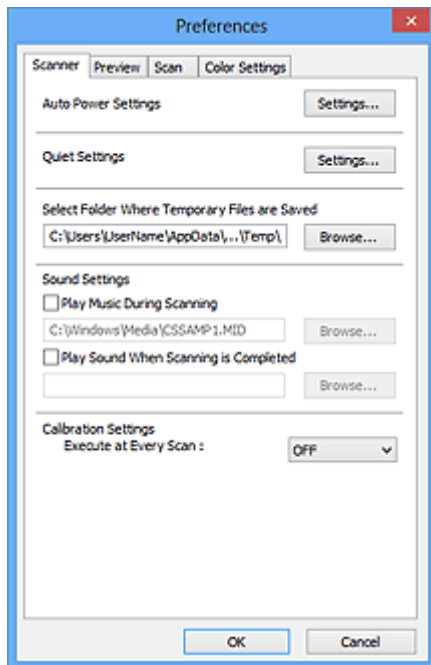 Preferences
Scanner Preview Scan Color Settings
Auto Power Settings Settings...
Quiet Settings Settings...
Select Folder Where Temporary Files are Saved
C:\Users\UserName\AppData\,...\Temp\ Browse...
Sound Settings
Play Music During Scanning
C:\Windows\Media\CSSAMP1.MID Browse...
Play Sound When Scanning is Completed
Browse...
Calibration Settings
Execute at Every Scan : OFF
OK Cancel